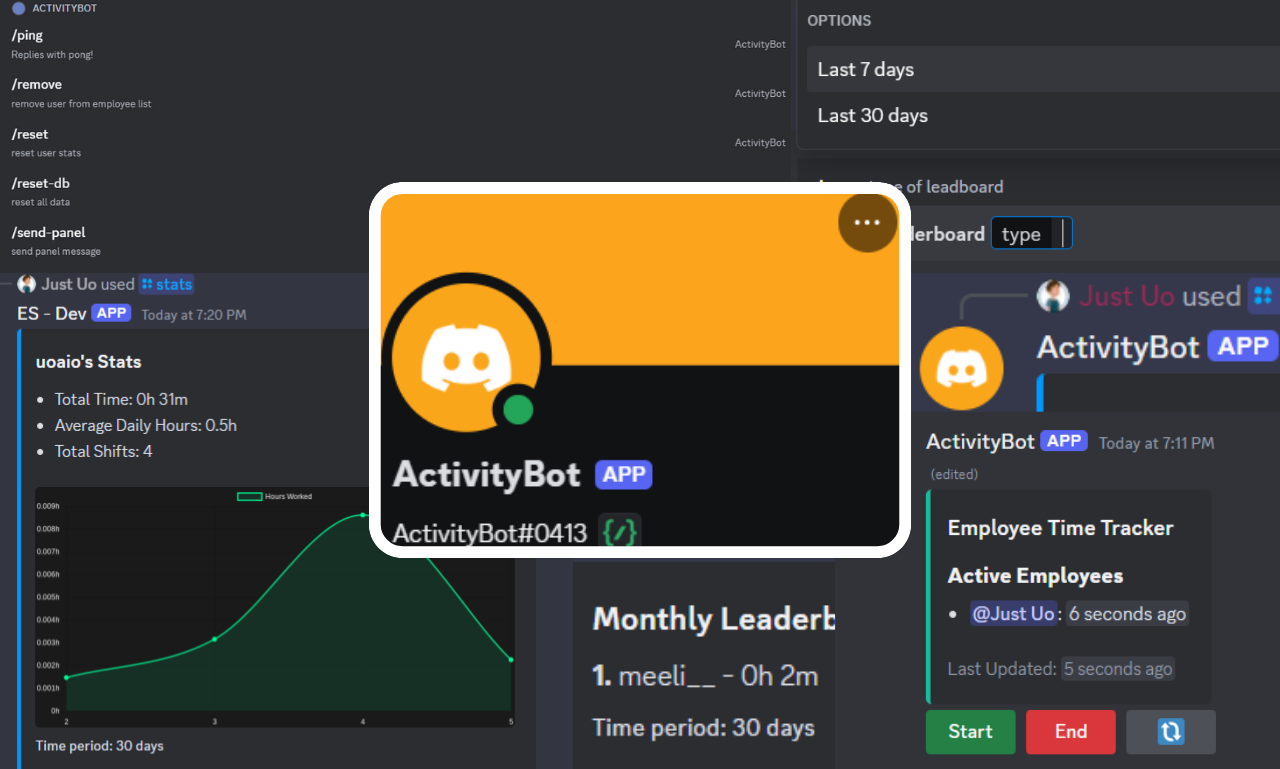 ACTIVITYBOT
/ping
Replies with pong!
ActivityBot
/remove
remove user from employee list
ActivityBot
/reset
reset user stats
ActivityBot
/reset-db
reset all data
/send-panel
send panel message
OPTIONS
Last 7 days
Last 30 days
of leadboard
type
Just Uo used stats
ES - Dev APP Today at 7:20 PM
uoaio's Stats
Total Time: 0h 31m
Average Daily Hours: 0.5h
Total Shifts: 4
Hours Worked
0.009h
0.008h
0.007h
0.006h
0.005h
0.004h
0.003h
0.002h
0.001h
0h
2 3 4 5
Time period: 30 days
ActivityBot APP
ActivityBot#0413 {/}
Monthly Leaderb
1. meeli__ - 0h 2m
Time period: 30 days
Just Uo used
ActivityBot APP
ActivityBot APP Today at 7:11 PM
(edited)
Employee Time Tracker
Active Employees
@Just Uo: 6 seconds ago
Last Updated: 5 seconds ago
Start End